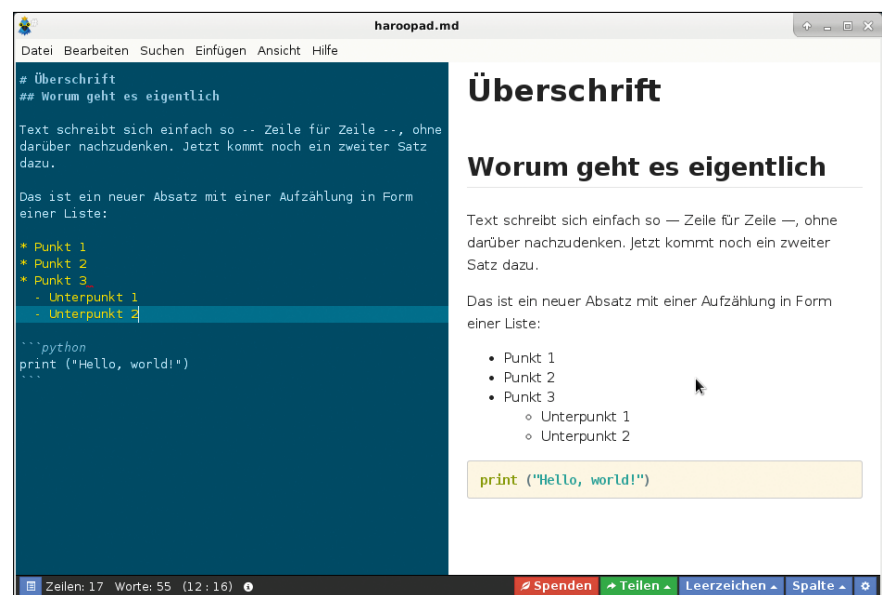 haroopad.md
Datei Bearbeiten Suchen Einfügen Ansicht Hilfe
# Überschrift
## Worum geht es eigentlich
Text schreibt sich einfach so -- Zeile für Zeile --, ohne
darüber nachzudenken. Jetzt kommt noch ein zweiter Satz
dazu.
Das ist ein neuer Absatz mit einer Aufzählung in Form
einer Liste:
* Punkt 1
* Punkt 2
* Punkt 3
- Unterpunkt 1
- Unterpunkt 2
```python
print ("Hello, world!")
```
Überschrift
Worum geht es eigentlich
Text schreibt sich einfach so — Zeile für Zeile —, ohne
darüber nachzudenken. Jetzt kommt noch ein zweiter
Satz dazu.
Das ist ein neuer Absatz mit einer Aufzählung in Form
einer Liste:
• Punkt 1
• Punkt 2
• Punkt 3
◦ Unterpunkt 1
◦ Unterpunkt 2
print ("Hello, world!")
Zeilen: 17 Worte: 55 (12 : 16) Spenden Teilen Leerzeichen Spalte